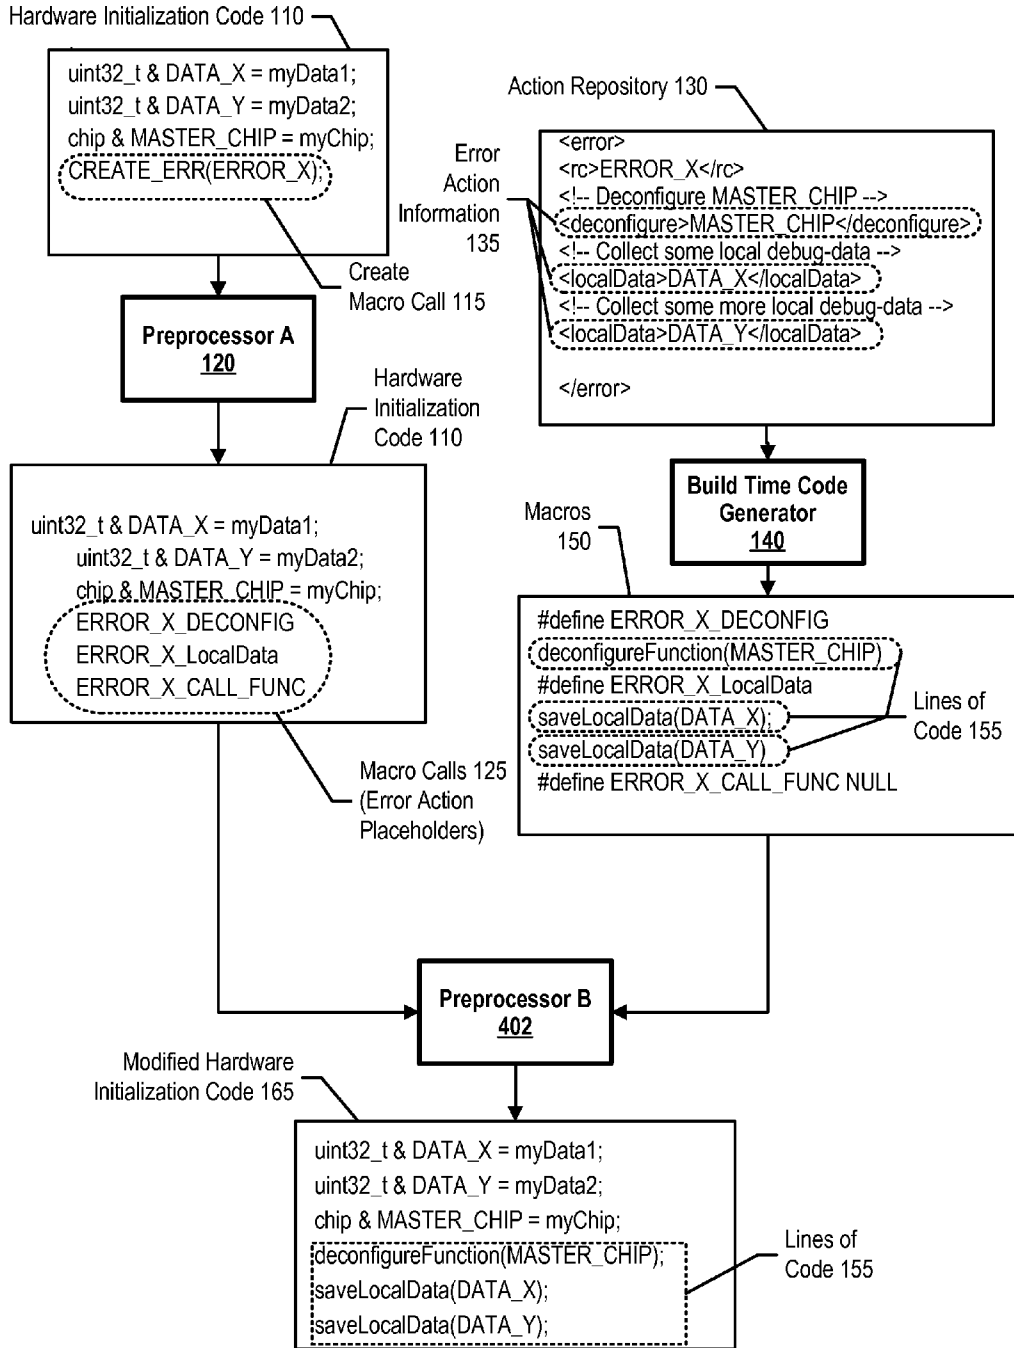 Hardware Initialization Code 110
uint32_t & DATA_X = myData1;
uint32_t & DATA_Y = myData2;
chip & MASTER_CHIP = myChip;
CREATE_ERR(ERROR_X);
Create
Macro Call 115
Preprocessor A
120
Hardware
Initialization
Code 110
uint32_t & DATA_X = myData1;
uint32_t & DATA_Y = myData2;
chip & MASTER_CHIP = myChip;
ERROR_X_DECONFIG
ERROR_X_LocalData
ERROR_X_CALL_FUNC
Macro Calls 125
(Error Action
Placeholders)
Action Repository 130
Error
Action
Information
135
<error>
<rc>ERROR_X</rc>
<!-- Deconfigure MASTER_CHIP -->
<deconfigure>MASTER_CHIP</deconfigure>
<!-- Collect some local debug-data -->
<localData>DATA_X</localData>
<!-- Collect some more local debug-data -->
<localData>DATA_Y</localData>
</error>
Build Time Code
Generator
140
Macros
150
#define ERROR_X_DECONFIG
deconfigureFunction(MASTER_CHIP)
#define ERROR_X_LocalData
saveLocalData(DATA_X);
saveLocalData(DATA_Y)
#define ERROR_X_CALL_FUNC NULL
Lines of
Code 155
Preprocessor B
402
Modified Hardware
Initialization Code 165
uint32_t & DATA_X = myData1;
uint32_t & DATA_Y = myData2;
chip & MASTER_CHIP = myChip;
deconfigureFunction(MASTER_CHIP);
saveLocalData(DATA_X);
saveLocalData(DATA_Y);
Lines of
Code 155